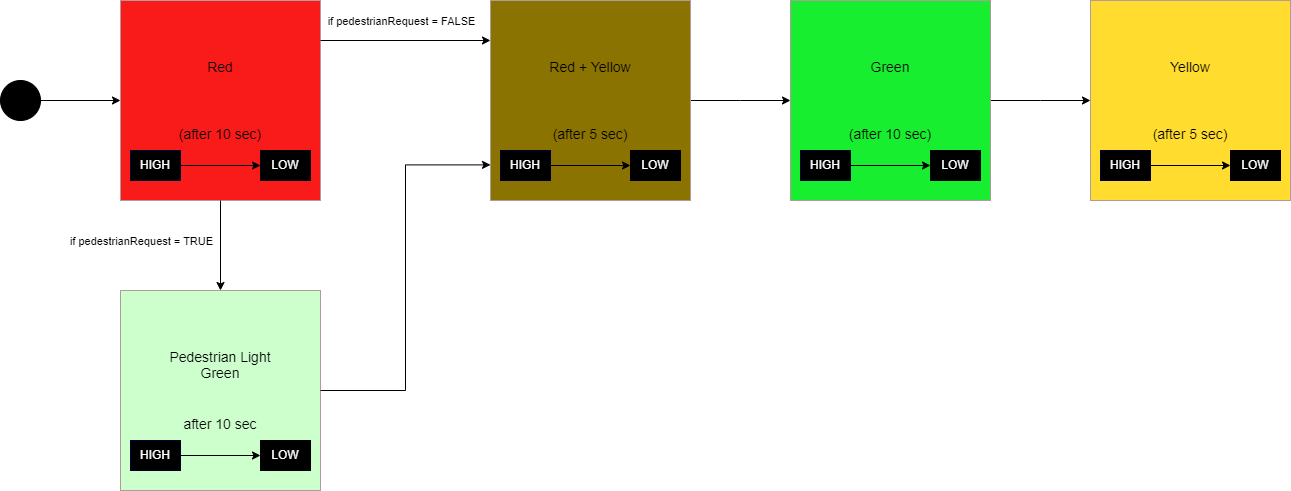 if pedestrianRequest = FALSE
Red
(after 10 sec)
HIGH
LOW
Red + Yellow
(after 5 sec)
HIGH
LOW
Green
(after 10 sec)
HIGH
LOW
Yellow
(after 5 sec)
HIGH
LOW
if pedestrianRequest = TRUE
Pedestrian Light
Green
after 10 sec
HIGH
LOW